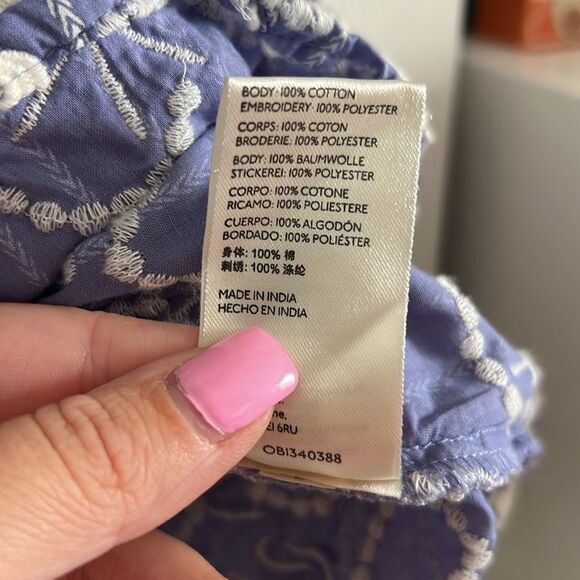 BODY: 100% COTTON
EMBROIDERY: 100% POLYESTER
CORPS: 100% COTON
BRODERIE: 100% POLYESTER
BODY: 100% BAUMWOLLE
STICKEREI: 100% POLYESTER
CORPO: 100% COTONE
RICAMO: 100% POLIESTERE
CUERPO: 100% ALGODÓN
BORDADO: 100% POLIÉSTER
身体: 100% 棉
刺绣: 100% 涤纶
MADE IN INDIA
HECHO EN INDIA
6RU
OBI340388